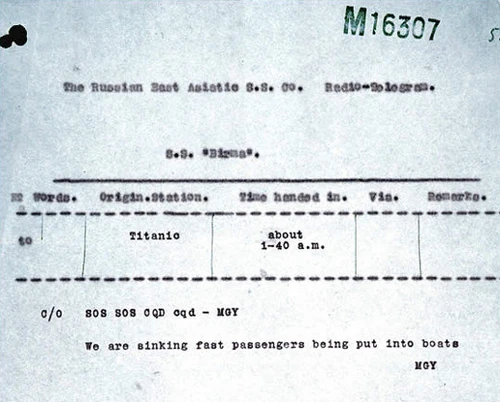 M16307
The Russian East Asiatic S.S. Co. Radio-Telegram.
S.S. "Birma".
Words. Origin.Station. Time handed in. Via. Remarks.
to Titanic about
1-40 a.m.
c/o SOS SOS CQD cqd - MGY
We are sinking fast passengers being put into boats
MGY